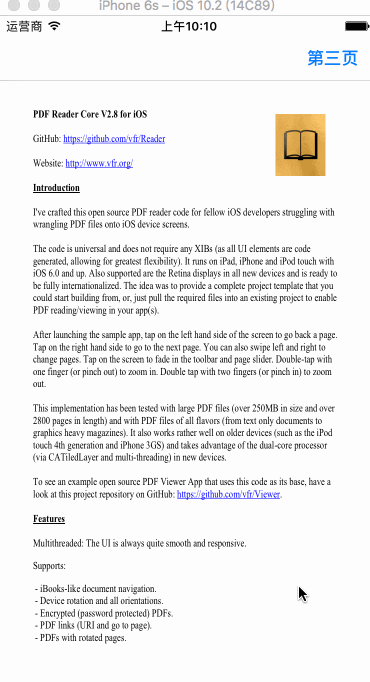 iPhone 6s – iOS 10.2 (14C89)
运营商 上午10:10
第三页
PDF Reader Core V2.8 for iOS
GitHub: https://github.com/vfr/Reader
Website: http://www.vfr.org/
Introduction
I've crafted this open source PDF reader code for fellow iOS developers struggling with
wrangling PDF files onto iOS device screens.
The code is universal and does not require any XIBs (as all UI elements are code
generated, allowing for greatest flexibility). It runs on iPad, iPhone and iPod touch with
iOS 6.0 and up. Also supported are the Retina displays in all new devices and is ready to
be fully internationalized. The idea was to provide a complete project template that you
could start building from, or, just pull the required files into an existing project to enable
PDF reading/viewing in your app(s).
After launching the sample app, tap on the left hand side of the screen to go back a page.
Tap on the right hand side to go to the next page. You can also swipe left and right to
change pages. Tap on the screen to fade in the toolbar and page slider. Double-tap with
one finger (or pinch out) to zoom in. Double tap with two fingers (or pinch in) to zoom
out.
This implementation has been tested with large PDF files (over 250MB in size and over
2800 pages in length) and with PDF files of all flavors (from text only documents to
graphics heavy magazines). It also works rather well on older devices (such as the iPod
touch 4th generation and iPhone 3GS) and takes advantage of the dual-core processor
(via CATiledLayer and multi-threading) in new devices.
To see an example open source PDF Viewer App that uses this code as its base, have a
look at this project repository on GitHub: https://github.com/vfr/Viewer.
Features
Multithreaded: The UI is always quite smooth and responsive.
Supports:
- iBooks-like document navigation.
- Device rotation and all orientations.
- Encrypted (password protected) PDFs.
- PDF links (URI and go to page).
- PDFs with rotated pages.